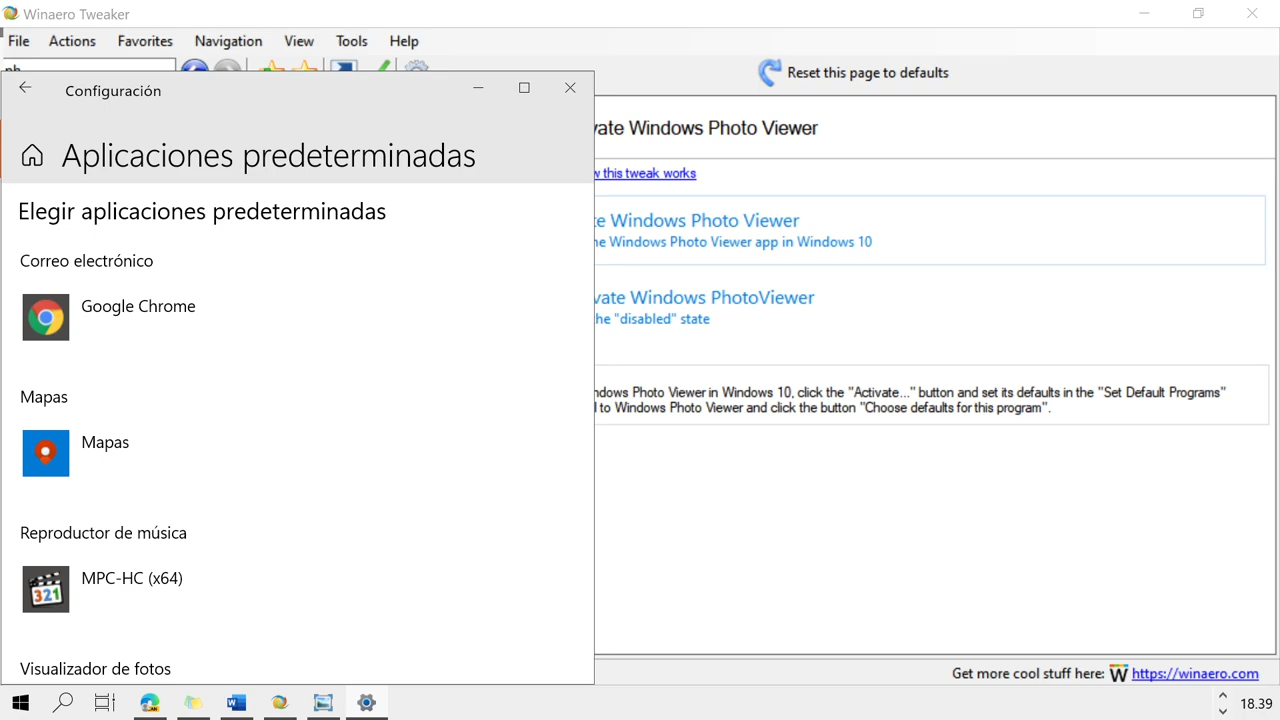 Winaero Tweaker
File Actions Favorites Navigation View Tools Help
Reset this page to defaults
Configuración
Aplicaciones predeterminadas
Elegir aplicaciones predeterminadas
Correo electrónico
Google Chrome
Mapas
Mapas
Reproductor de música
321
MPC-HC (x64)
Visualizador de fotos
vate Windows Photo Viewer
w this tweak works
te Windows Photo Viewer
he Windows Photo Viewer app in Windows 10
vate Windows PhotoViewer
the "disabled" state
ndows Photo Viewer in Windows 10, click the "Activate..." button and set its defaults in the "Set Default Programs"
l to Windows Photo Viewer and click the button "Choose defaults for this program".
Get more cool stuff here: W https://winaero.com
18.39